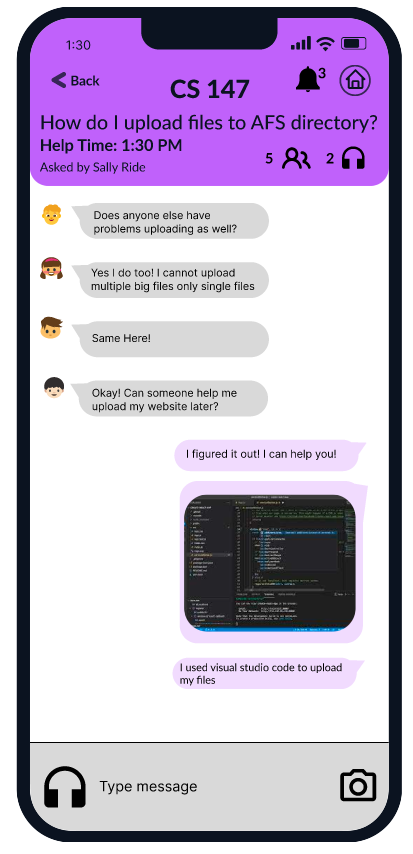 1:30
Back
CS 147
3
How do I upload files to AFS directory?
Help Time: 1:30 PM
Asked by Sally Ride
5
2
Does anyone else have
problems uploading as well?
Yes I do too! I cannot upload
multiple big files only single files
Same Here!
Okay! Can someone help me
upload my website later?
I figured it out! I can help you!
I used visual studio code to upload
my files
Type message